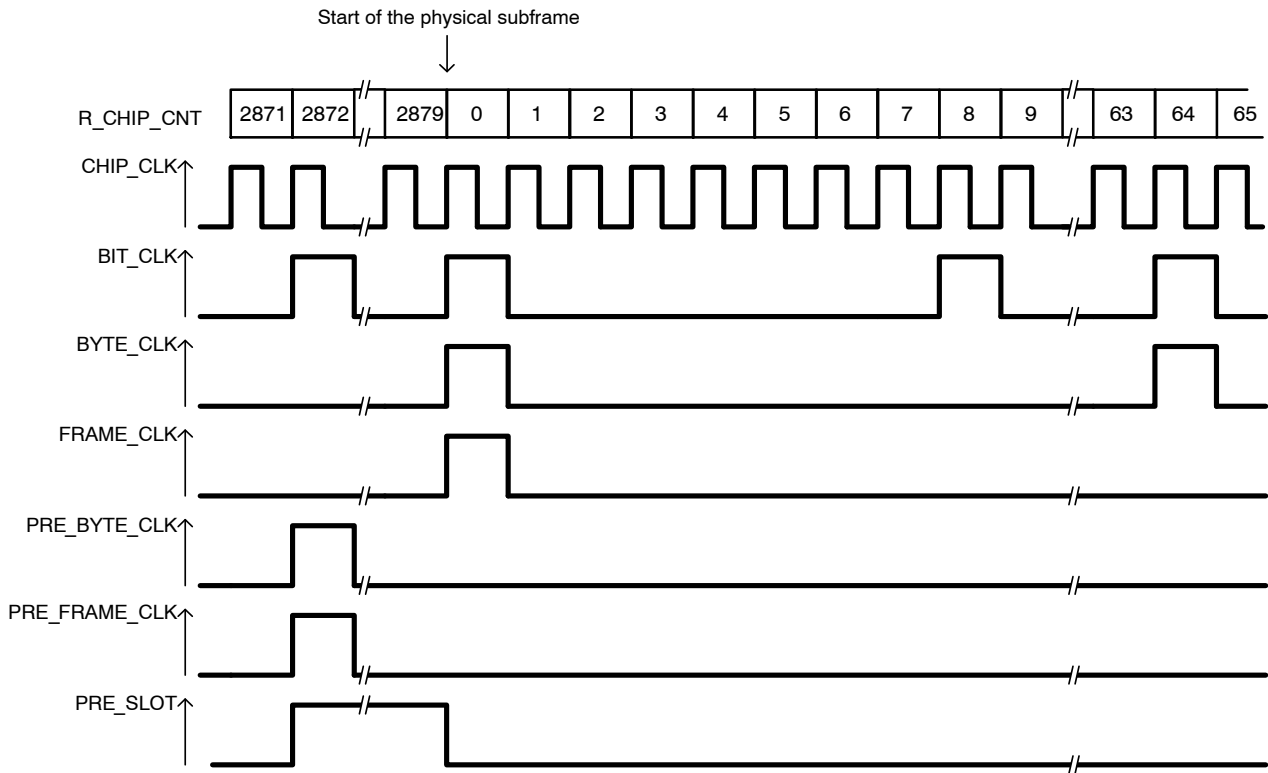 Start of the physical subframe
R_CHIP_CNT 2871 2872 2879 0 1 2 3 4 5 6 7 8 9 63 64 65
CHIP_CLK
BIT_CLK
BYTE_CLK
FRAME_CLK
PRE_BYTE_CLK
PRE_FRAME_CLK
PRE_SLOT